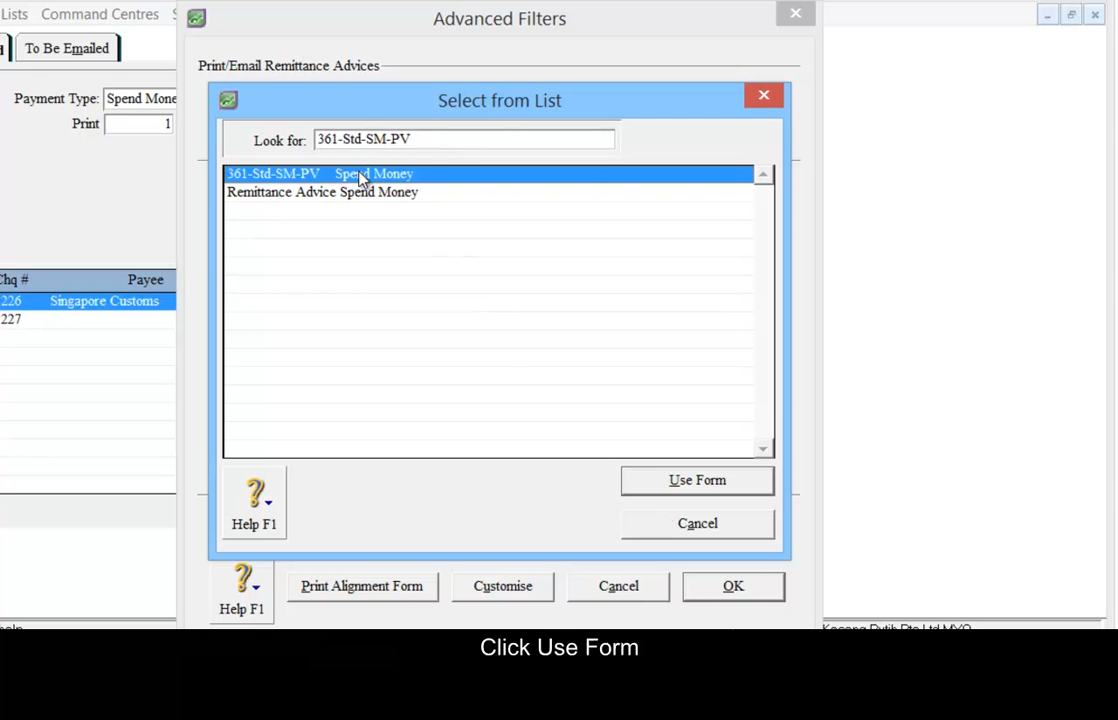 Lists Command Centres
Advanced Filters
To Be Emailed
Print/Email Remittance Advices
Payment Type: Spend Mone
Print 1
Select from List
Look for: 361-Std-SM-PV
361-Std-SM-PV Spend Money
Remittance Advice Spend Money
Chq # Payee
226 Singapore Customs
227
Use Form
Help F1
Cancel
Print Alignment Form Customise Cancel OK
Help F1
Click Use Form